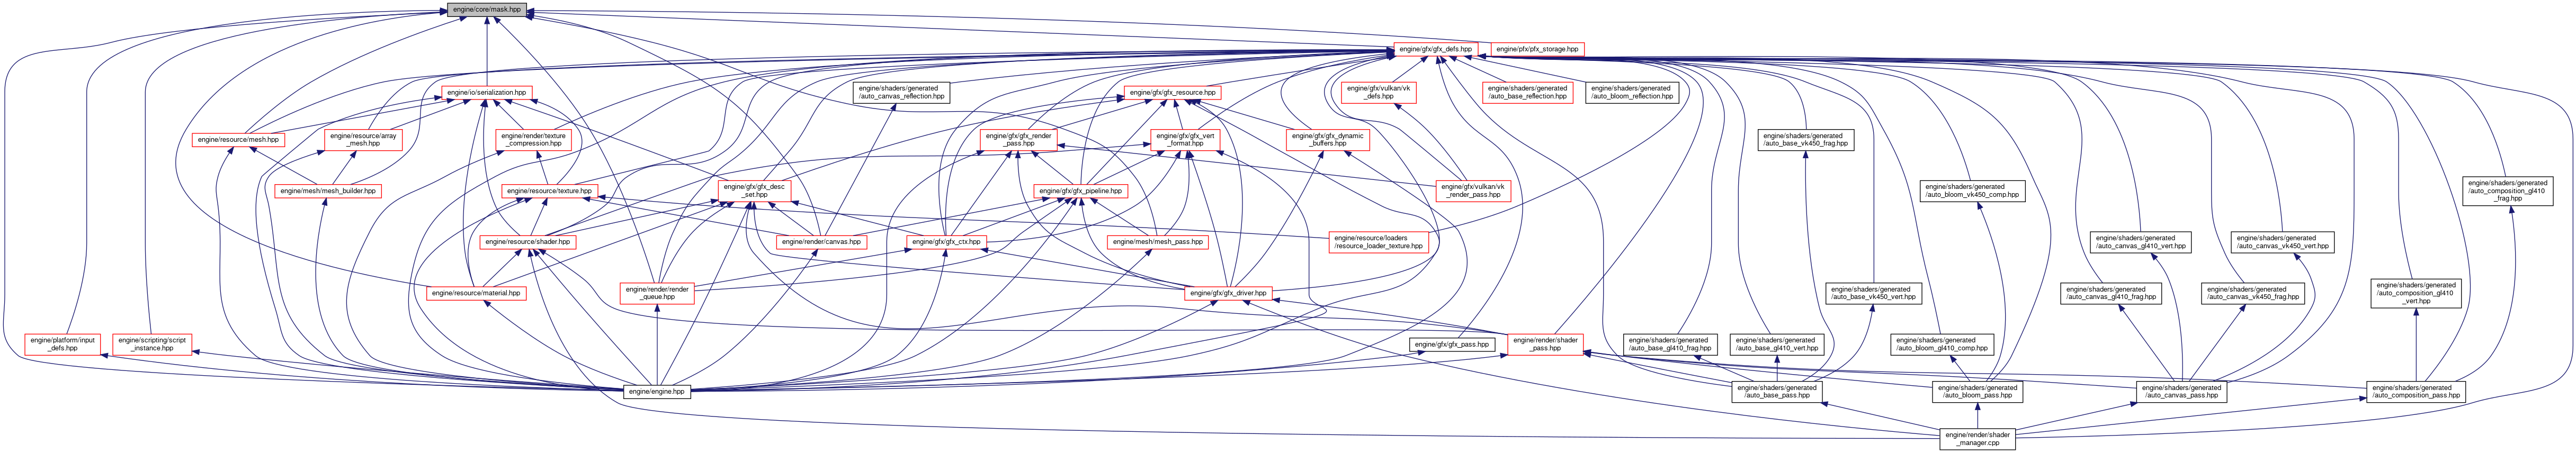 engine/core/mask.hpp
engine/gfx/gfx_defs.hpp
engine/pfx/pfx_storage.hpp
engine/io/serialization.hpp
engine/shaders/generated
/auto_canvas_reflection.hpp
engine/gfx/gfx_resource.hpp
engine/gfx/vulkan/vk
_defs.hpp
engine/shaders/generated
/auto_base_reflection.hpp
engine/shaders/generated
/auto_bloom_reflection.hpp
engine/resource/mesh.hpp
engine/resource/array
_mesh.hpp
engine/render/texture
_compression.hpp
engine/gfx/gfx_render
_pass.hpp
engine/gfx/gfx_vert
_format.hpp
engine/gfx/gfx_dynamic
_buffers.hpp
engine/shaders/generated
/auto_base_vk450_frag.hpp
engine/mesh/mesh_builder.hpp
engine/resource/texture.hpp
engine/gfx/gfx_desc
_set.hpp
engine/gfx/gfx_pipeline.hpp
engine/gfx/vulkan/vk
_render_pass.hpp
engine/shaders/generated
/auto_bloom_vk450_comp.hpp
engine/shaders/generated
/auto_composition_gl410
_frag.hpp
engine/resource/shader.hpp
engine/resource/loaders
/resource_loader_texture.hpp
engine/render/canvas.hpp
engine/gfx/gfx_ctx.hpp
engine/mesh/mesh_pass.hpp
engine/shaders/generated
/auto_canvas_gl410_vert.hpp
engine/shaders/generated
/auto_canvas_vk450_vert.hpp
engine/resource/material.hpp
engine/render/render
_queue.hpp
engine/gfx/gfx_driver.hpp
engine/shaders/generated
/auto_base_vk450_vert.hpp
engine/shaders/generated
/auto_canvas_gl410_frag.hpp
engine/shaders/generated
/auto_canvas_vk450_frag.hpp
engine/shaders/generated
/auto_composition_gl410
_vert.hpp
engine/platform/input
_defs.hpp
engine/scripting/script
_instance.hpp
engine/gfx/gfx_pass.hpp
engine/render/shader
_pass.hpp
engine/shaders/generated
/auto_base_gl410_frag.hpp
engine/shaders/generated
/auto_base_gl410_vert.hpp
engine/shaders/generated
/auto_bloom_gl410_comp.hpp
engine/engine.hpp
engine/shaders/generated
/auto_base_pass.hpp
engine/shaders/generated
/auto_bloom_pass.hpp
engine/shaders/generated
/auto_canvas_pass.hpp
engine/shaders/generated
/auto_composition_pass.hpp
engine/render/shader
_manager.cpp